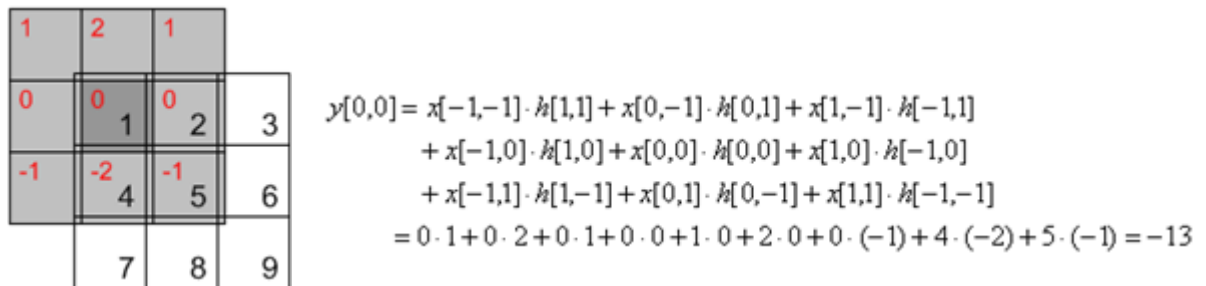 1 2 1
0 0 0
1 2 3
-1 -2 -1
4 5 6
7 8 9
y[0,0] = x[-1,-1]·h[1,1] + x[0,-1]·h[0,1] + x[1,-1]·h[-1,1]
+ x[-1,0]·h[1,0] + x[0,0]·h[0,0] + x[1,0]·h[-1,0]
+ x[-1,1]·h[1,-1] + x[0,1]·h[0,-1] + x[1,1]·h[-1,-1]
= 0·1 + 0·2 + 0·1 + 0·0 + 1·0 + 2·0 + 0·(-1) + 4·(-2) + 5·(-1) = -13